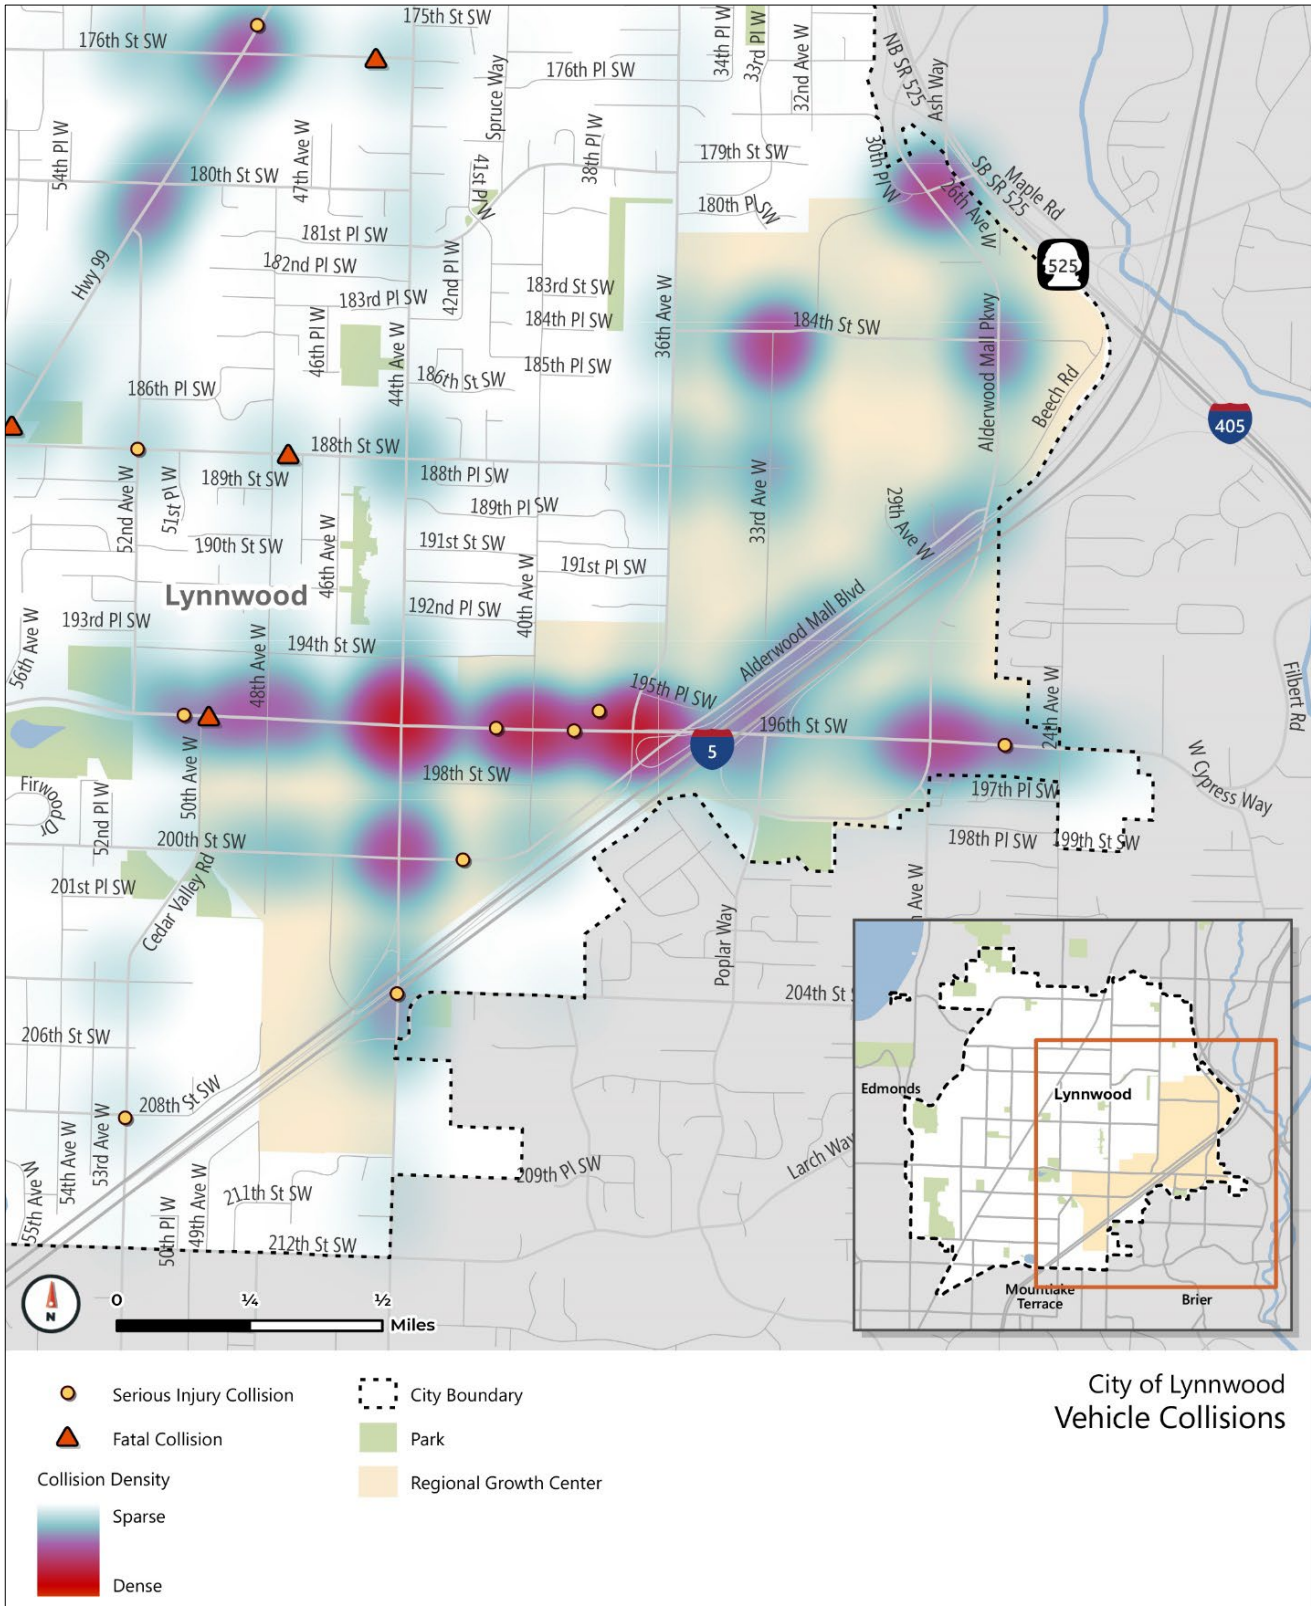 175th St SW
176th St SW
34th Pl W
33rd Pl W
32nd Ave W
NB SR 525
Ash Way
Spruce Way
176th Pl SW
54th Pl W
47th Ave W
38th Pl W
179th St SW
30th Pl W
SB SR 525
Maple Rd
180th St SW
41st Pl W
180th Pl SW
26th Ave W
181st Pl SW
182nd Pl SW
42nd Pl W
Hwy 99
183rd Pl SW
183rd St SW
184th Pl SW
36th Ave W
184th St SW
525
46th Pl W
44th Ave W
185th Pl SW
186th St SW
186th Pl SW
Alderwood Mall Pkwy
Beech Rd
405
188th St SW
188th Pl SW
189th St SW
52nd Ave W
51st Pl W
189th Pl SW
33rd Ave W
29th Ave W
190th St SW
46th Ave W
191st St SW
191st Pl SW
40th Ave W
Lynnwood
192nd Pl SW
193rd Pl SW
56th Ave W
194th St SW
48th Ave W
Alderwood Mall Blvd
195th Pl SW
196th St SW
5
24th Ave W
Filbert Rd
W Cypress Way
198th St SW
50th Ave W
197th Pl SW
Firwood Dr
52nd Pl W
200th St SW
198th Pl SW
199th St SW
201st Pl SW
Cedar Valley Rd
Ave W
Poplar Way
204th St
206th St SW
208th St SW
54th Ave W
53rd Ave W
55th Ave W
209th Pl SW
Larch Way
211th St SW
50th Pl W
49th Ave W
212th St SW
Edmonds
Lynnwood
Mountlake
Terrace
Brier
N
0 1/4 1/2
Miles
Serious Injury Collision
Fatal Collision
Collision Density
Sparse
Dense
City Boundary
Park
Regional Growth Center
City of Lynnwood
Vehicle Collisions